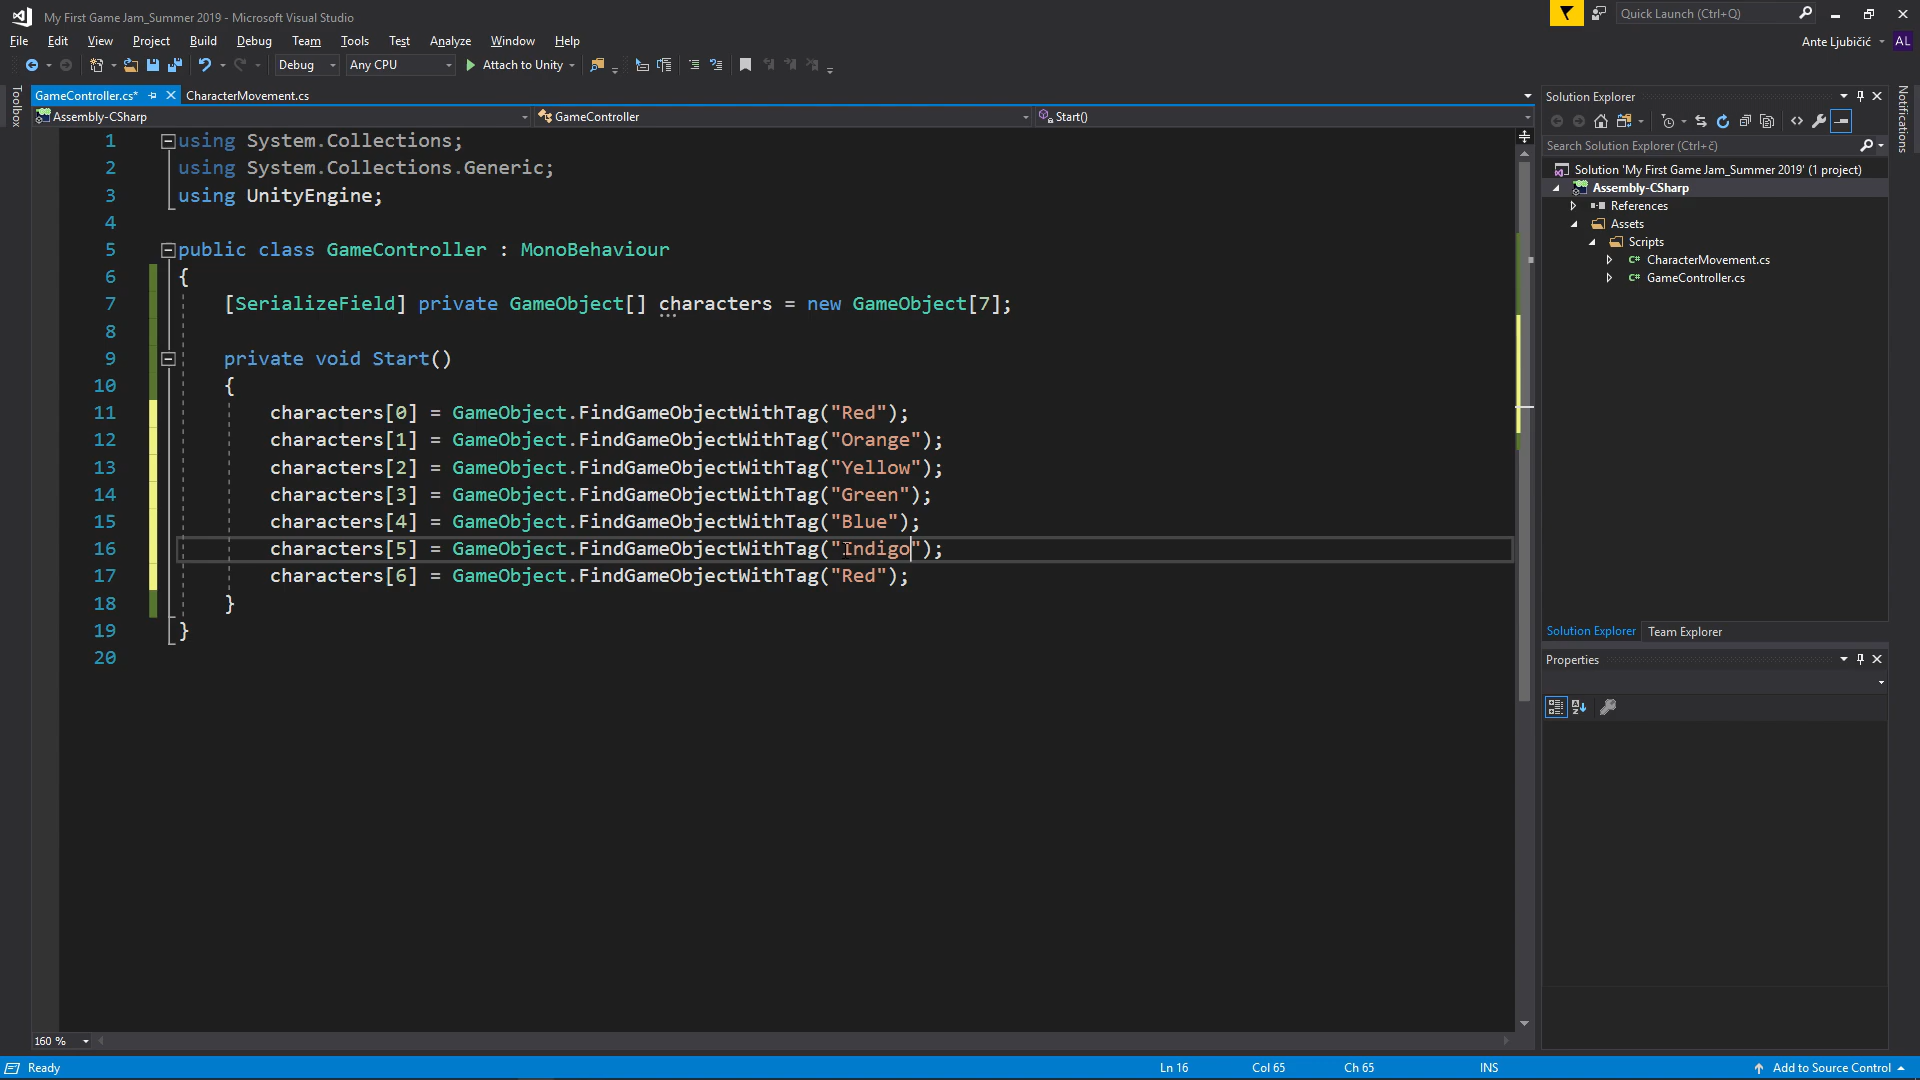 My First Game Jam_Summer 2019 - Microsoft Visual Studio
Quick Launch (Ctrl+Q)
File Edit View Project Build Debug Team Tools Test Analyze Window Help
Ante Ljubičić AL
Debug Any CPU Attach to Unity
Toolbox
GameController.cs* CharacterMovement.cs
Assembly-CSharp GameController Start()
1 using System.Collections;
2 using System.Collections.Generic;
3 using UnityEngine;
4
5 public class GameController : MonoBehaviour
6 {
7 [SerializeField] private GameObject[] characters = new GameObject[7];
8
9 private void Start()
10 {
11 characters[0] = GameObject.FindGameObjectWithTag("Red");
12 characters[1] = GameObject.FindGameObjectWithTag("Orange");
13 characters[2] = GameObject.FindGameObjectWithTag("Yellow");
14 characters[3] = GameObject.FindGameObjectWithTag("Green");
15 characters[4] = GameObject.FindGameObjectWithTag("Blue");
16 characters[5] = GameObject.FindGameObjectWithTag("Indigo");
17 characters[6] = GameObject.FindGameObjectWithTag("Red");
18 }
19 }
20
160 %
Solution Explorer
Search Solution Explorer (Ctrl+č)
Solution 'My First Game Jam_Summer 2019' (1 project)
Assembly-CSharp
References
Assets
Scripts
C# CharacterMovement.cs
C# GameController.cs
Solution Explorer Team Explorer
Properties
Notifications
Ready Ln 16 Col 65 Ch 65 INS Add to Source Control